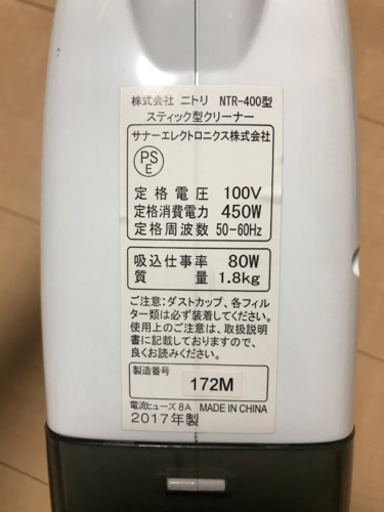 株式会社 ニトリ NTR-400型
スティック型クリーナー
サナーエレクトロニクス株式会社
PS
E
定格電圧 100V
定格消費電力 450W
定格周波数 50-60Hz
吸込仕事率 80W
質量 1.8kg
ご注意:ダストカップ、各フィル
ター類は必ず装着してください。
使用上のご注意は、取扱説明
書に記載しておりますので、
良くお読みください。
製造番号
172M
電流ヒューズ 8A MADE IN CHINA
2017年製